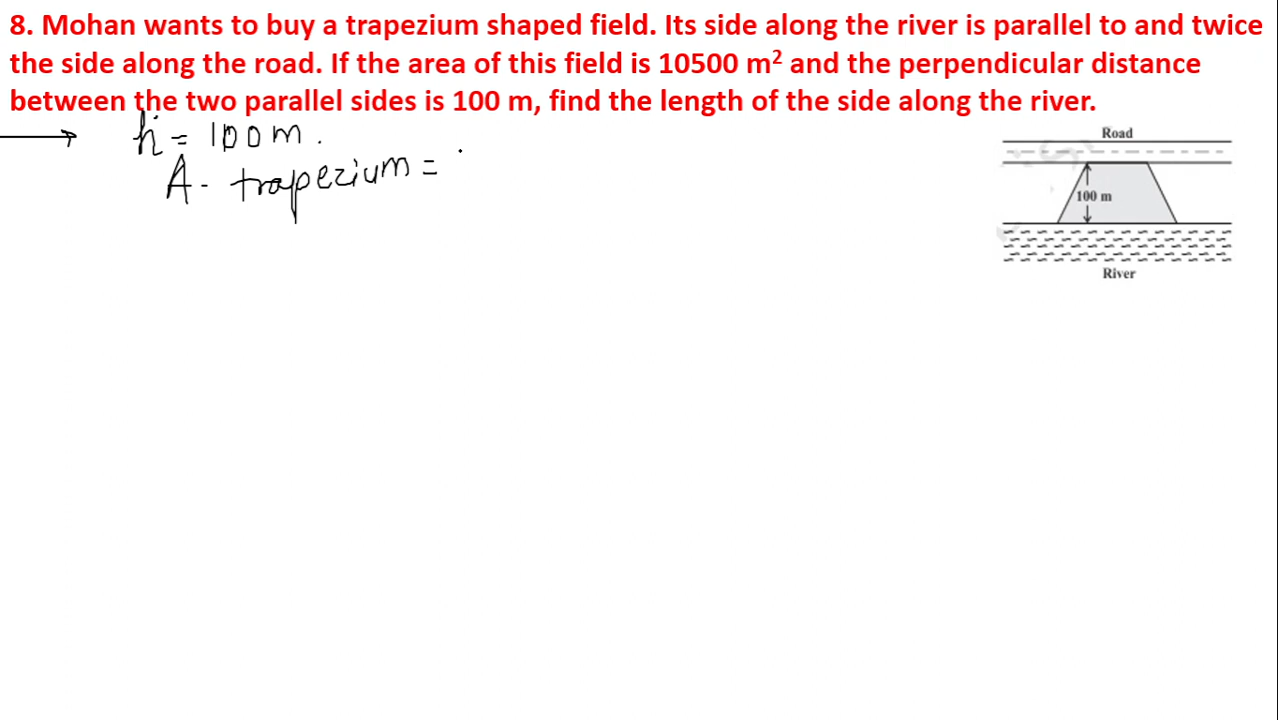 8. Mohan wants to buy a trapezium shaped field. Its side along the river is parallel to and twice
the side along the road. If the area of this field is 10500 m² and the perpendicular distance
between the two parallel sides is 100 m, find the length of the side along the river.
h = 100 m.
A - trapezium =
Road
100 m
River